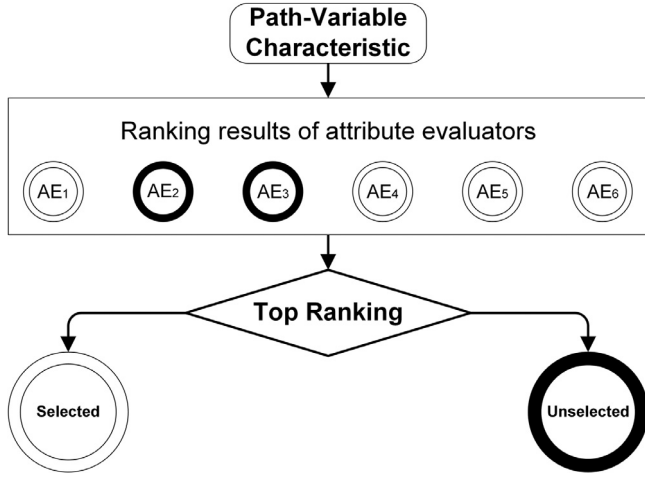 Path-Variable
Characteristic
Ranking results of attribute evaluators
AE₁ AE₂ AE₃ AE₄ AE₅ AE₆
Top Ranking
Selected Unselected